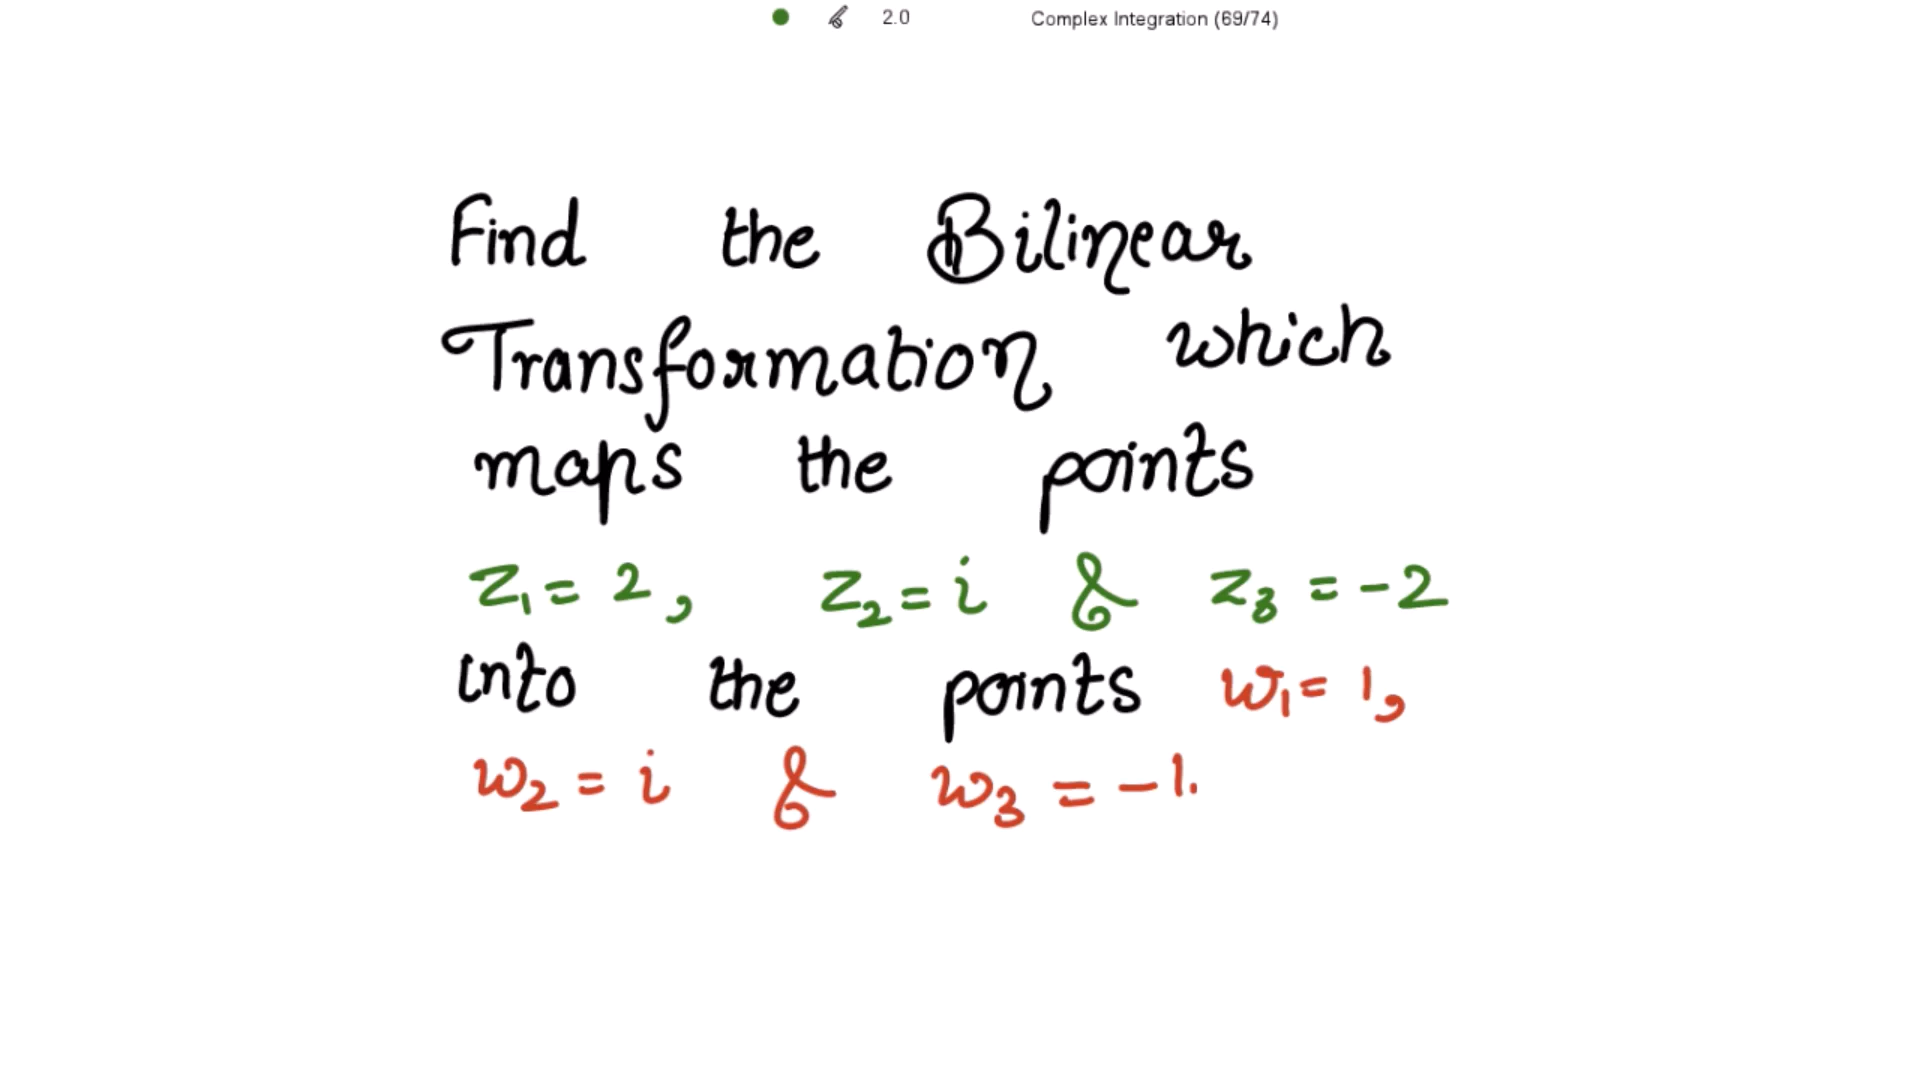 2.0 Complex Integration (69/74)
Find the Bilinear
Transformation which
maps the points
z₁ = 2, z₂ = i & z₃ = -2
into the points w₁ = 1,
w₂ = i & w₃ = -1.